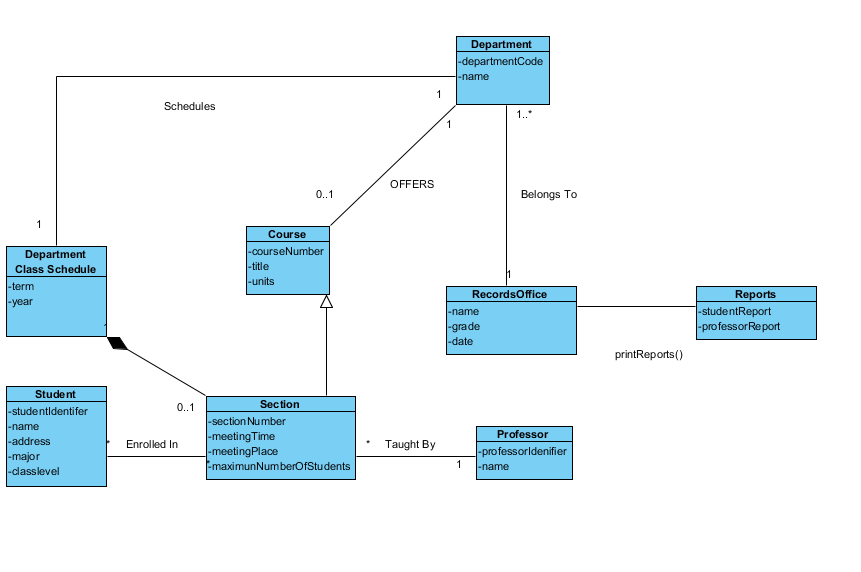 Department
-departmentCode
-name
1
Schedules
1
1..*
0..1
OFFERS
Belongs To
1
Course
-courseNumber
-title
-units
Department
Class Schedule
-term
-year
1
RecordsOffice
-name
-grade
-date
Reports
-studentReport
-professorReport
printReports()
0..1
Student
-studentIdentifer
-name
-address
-major
-classlevel
*
Enrolled In
*
Section
-sectionNumber
-meetingTime
-meetingPlace
-maximunNumberOfStudents
*
Taught By
1
Professor
-professorIdenifier
-name